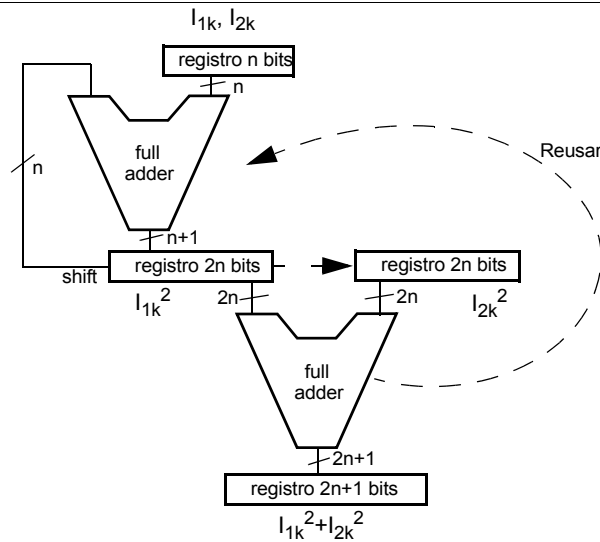 I1k, I2k
registro n bits
n
full
adder
Reusar
n
n+1
registro 2n bits
registro 2n bits
shift
I1k²
2n
2n
I2k²
full
adder
2n+1
registro 2n+1 bits
I1k²+I2k²